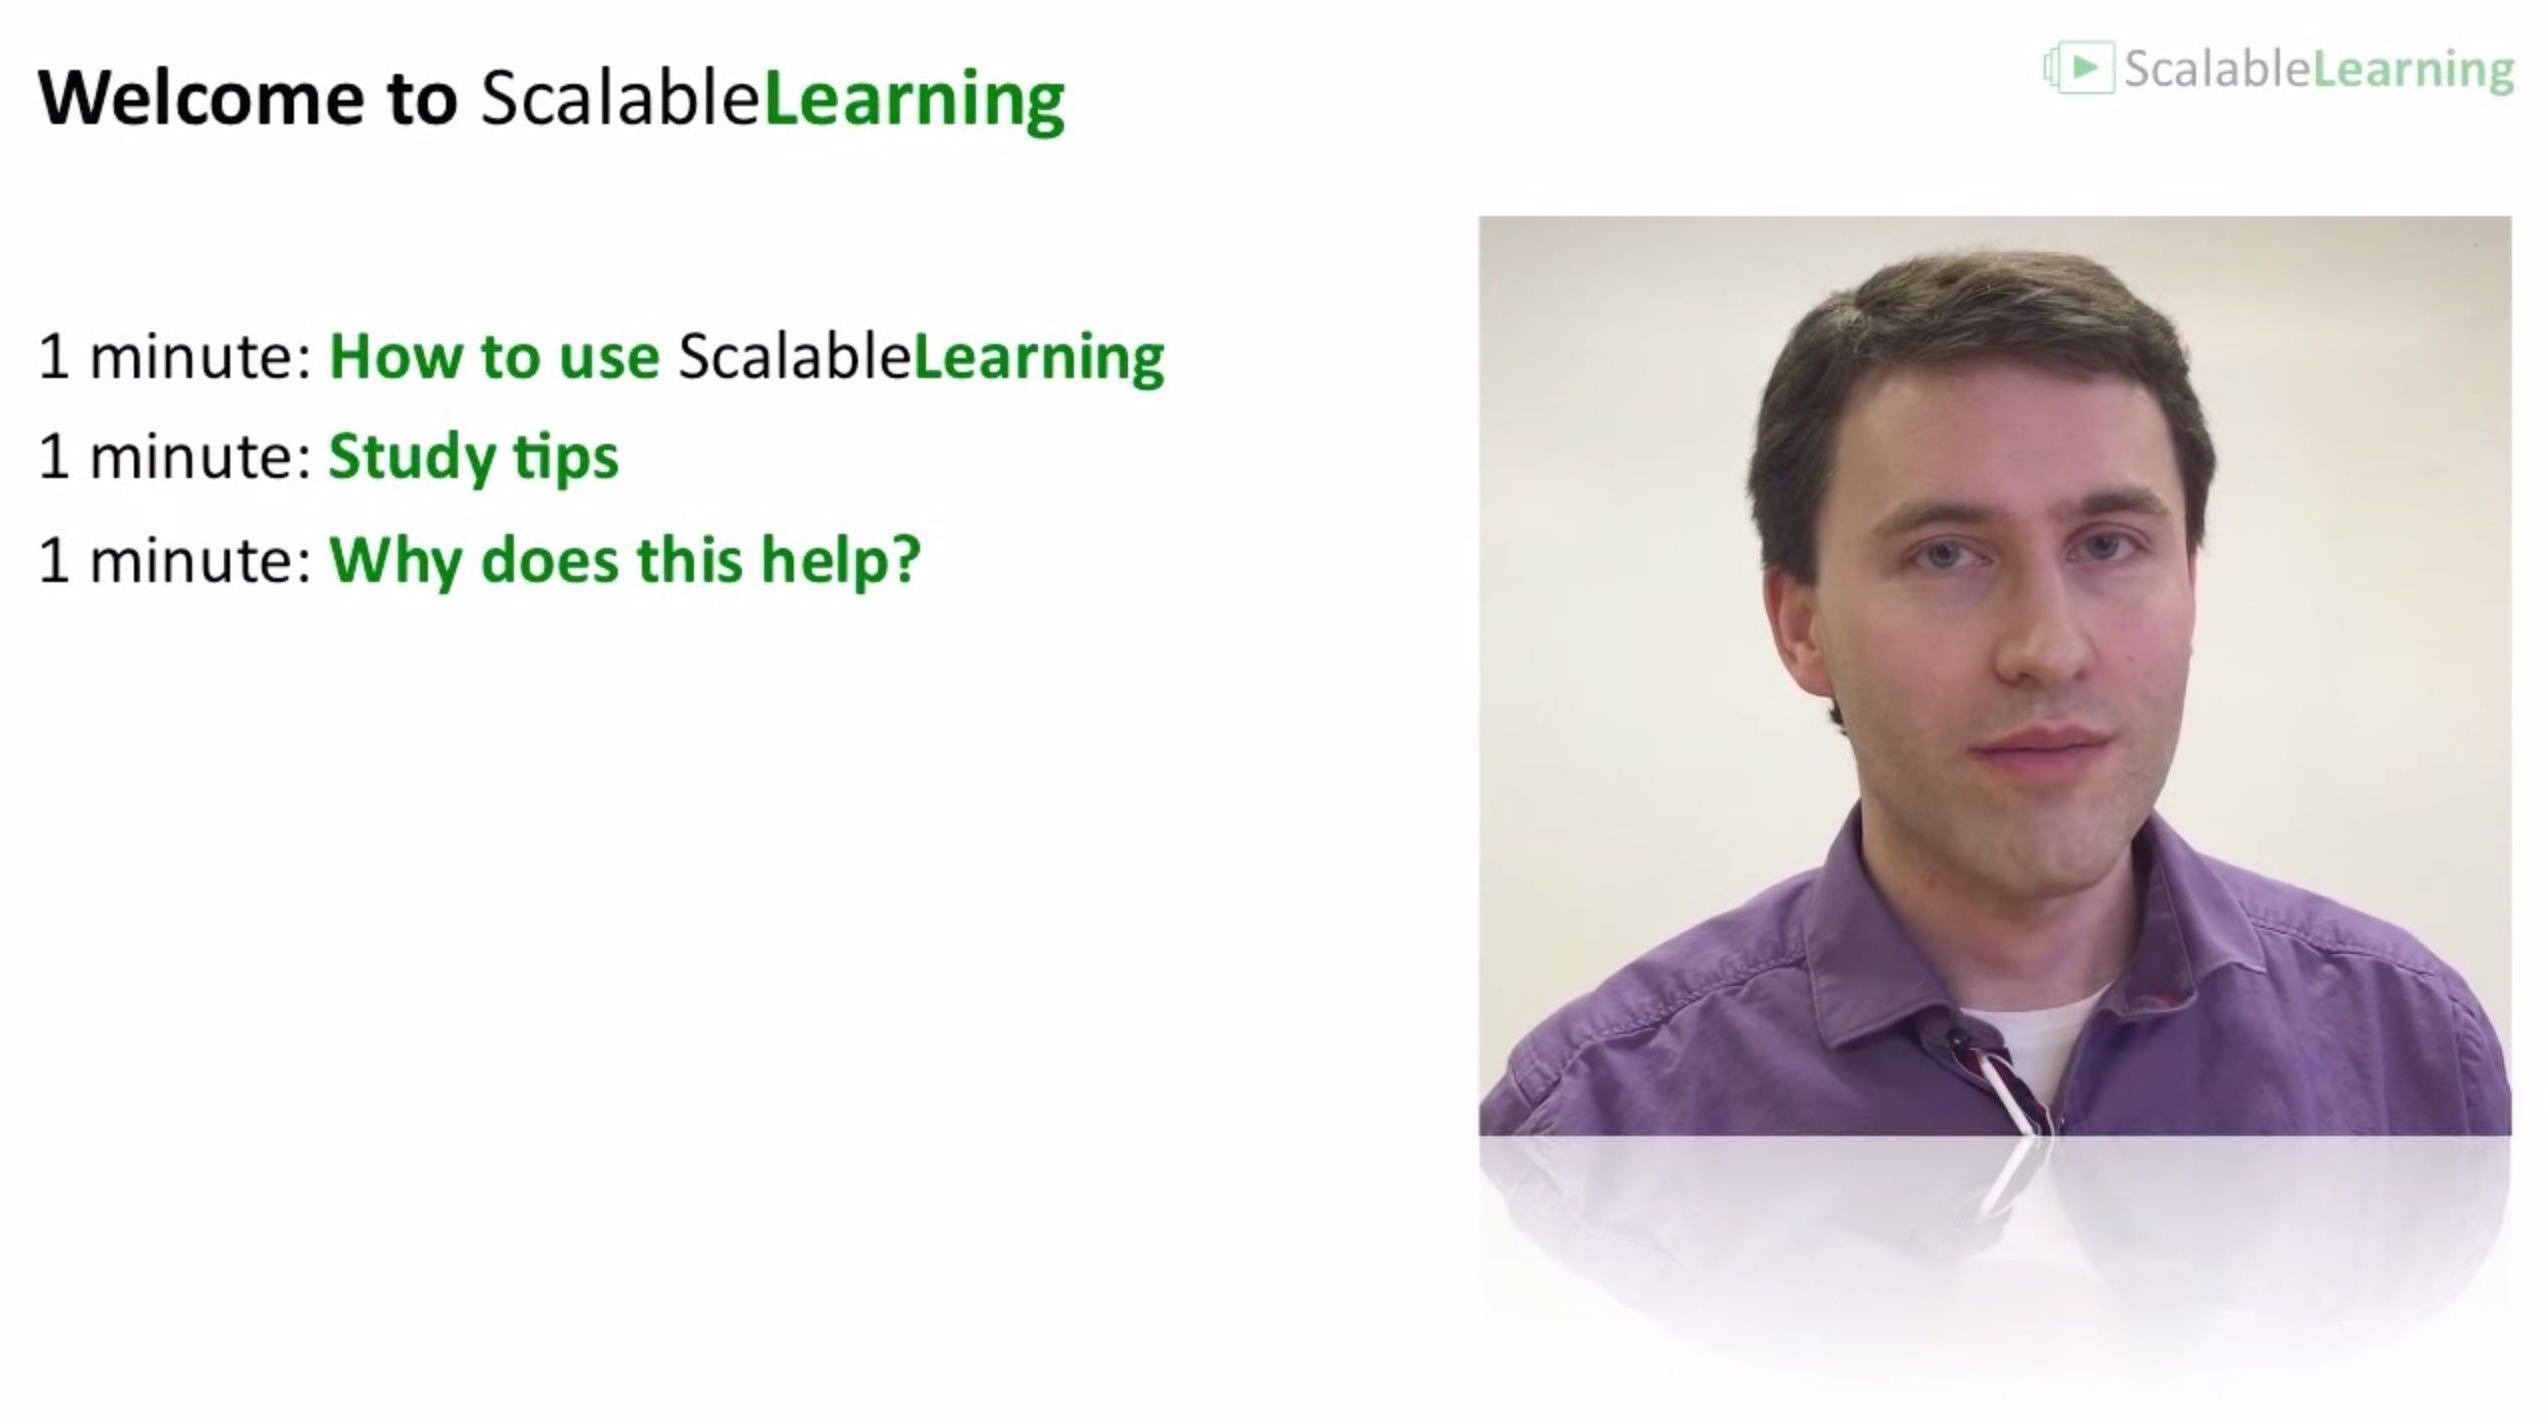 Welcome to ScalableLearning
ScalableLearning
1 minute: How to use ScalableLearning
1 minute: Study tips
1 minute: Why does this help?